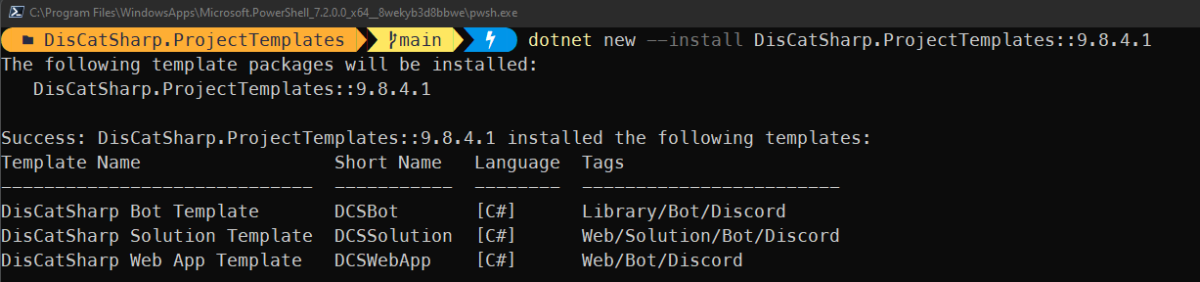 C:\Program Files\WindowsApps\Microsoft.PowerShell_7.2.0.0_x64__8wekyb3d8bbwe\pwsh.exe
DisCatSharp.ProjectTemplates main dotnet new --install DisCatSharp.ProjectTemplates::9.8.4.1
The following template packages will be installed:
DisCatSharp.ProjectTemplates::9.8.4.1
Success: DisCatSharp.ProjectTemplates::9.8.4.1 installed the following templates:
Template Name Short Name Language Tags
----------------------------- ----------- -------- ------------------------
DisCatSharp Bot Template DCSBot [C#] Library/Bot/Discord
DisCatSharp Solution Template DCSSolution [C#] Web/Solution/Bot/Discord
DisCatSharp Web App Template DCSWebApp [C#] Web/Bot/Discord